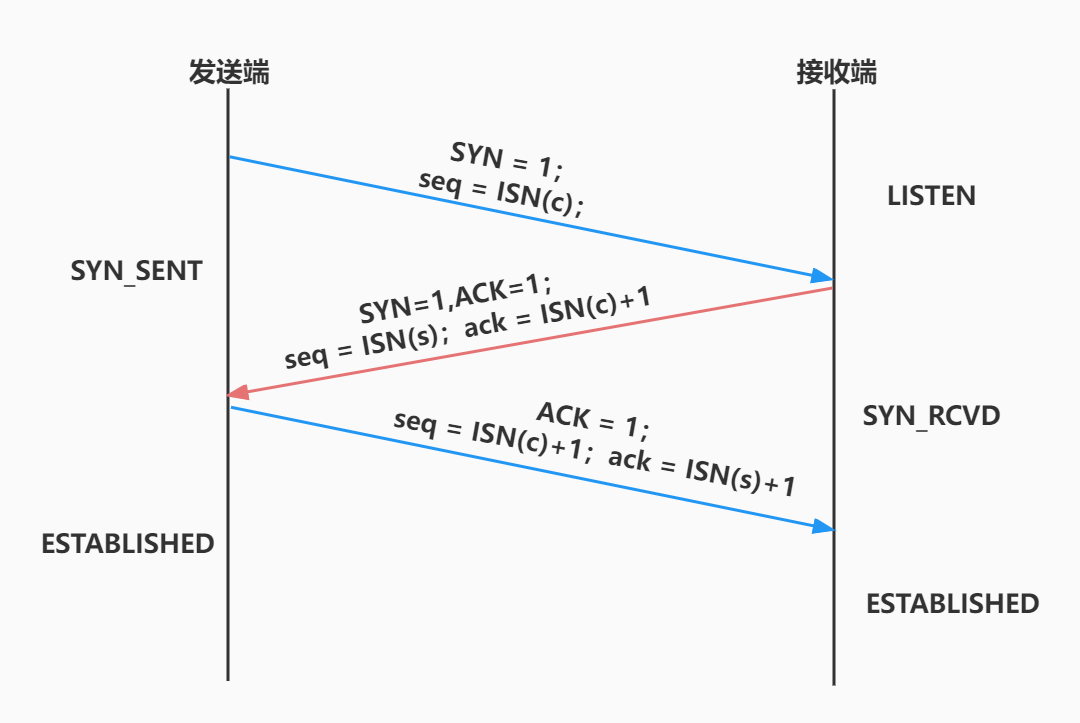 发送端
接收端
SYN = 1;
seq = ISN(c);
LISTEN
SYN_SENT
SYN=1,ACK=1;
seq = ISN(s); ack = ISN(c)+1
ACK = 1;
seq = ISN(c)+1; ack = ISN(s)+1
SYN_RCVD
ESTABLISHED
ESTABLISHED